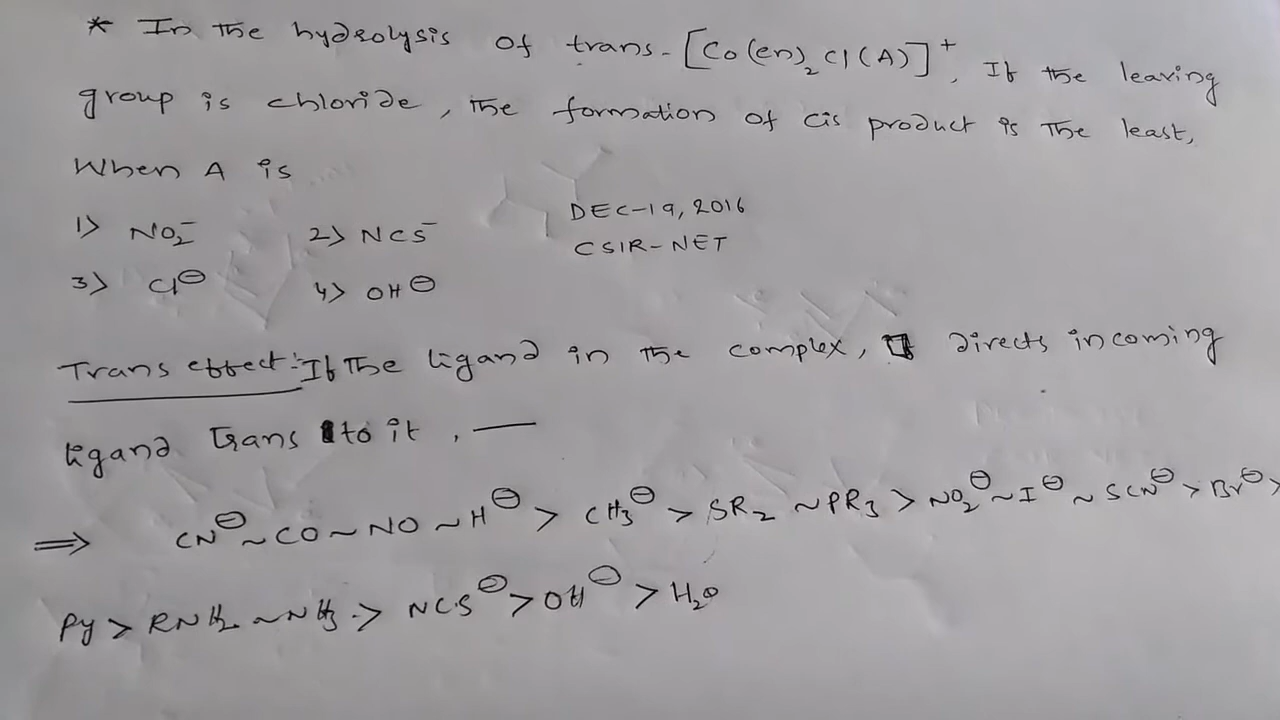 * In the hydrolysis of trans-[Co(en)₂Cl(A)]⁺, If the leaving
group is chloride, the formation of cis product is the least,
When A is
1> NO₂⁻ 2> NCS⁻
DEC-19, 2016
CSIR-NET
3> Cl⊖ 4> OH⊖
Trans effect:- If the ligand in the complex, directs incoming
ligand trans to it, —
⇒ CN⊖ ~ CO ~ NO ~ H⊖ > CH₃⊖ > SR₂ ~ PR₃ > NO₂⊖ ~ I⊖ ~ SCN⊖ > Br⊖ >
Py > RNH₂ ~ NH₃ > NCS⊖ > OH⊖ > H₂O